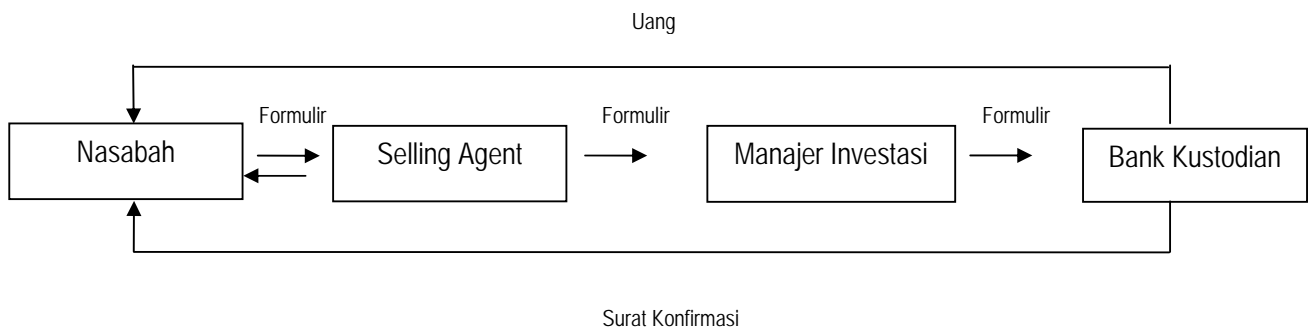 Uang
Formulir
Formulir
Formulir
Nasabah
Selling Agent
Manajer Investasi
Bank Kustodian
Surat Konfirmasi